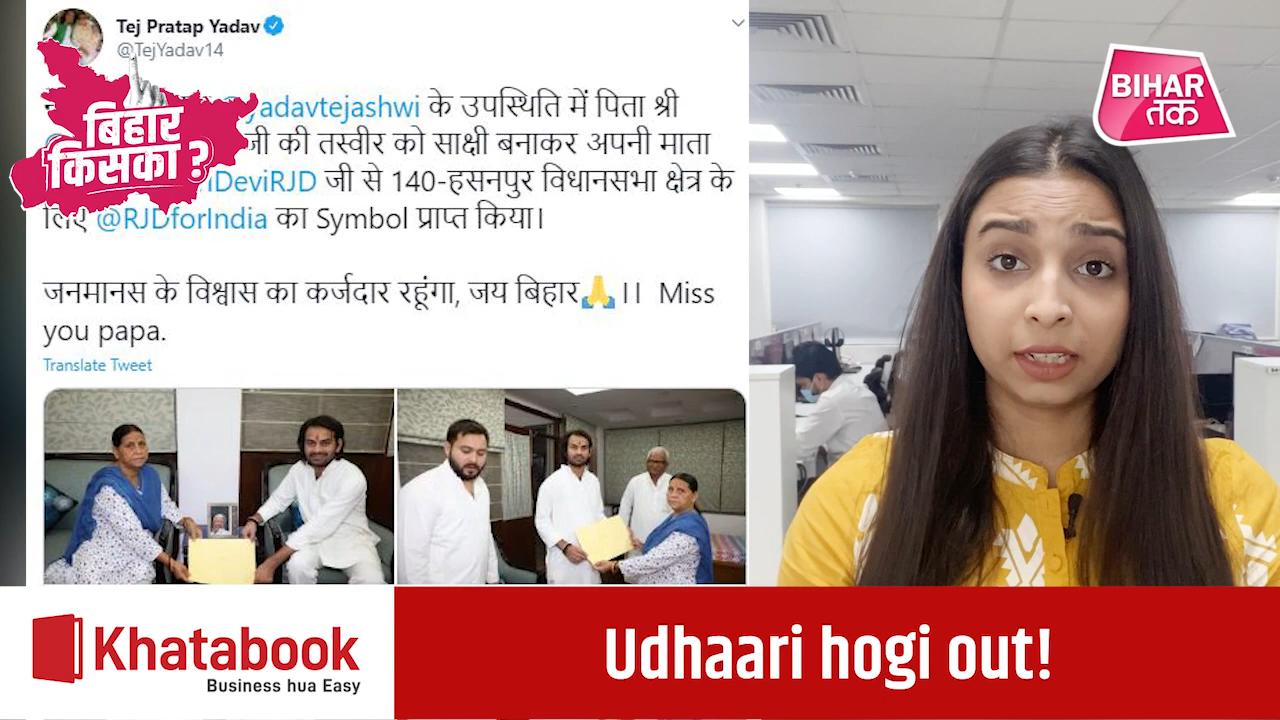 Tej Pratap Yadav
@TejYadav14
yadavtejashwi के उपस्थिति में पिता श्री
जी की तस्वीर को साक्षी बनाकर अपनी माता
DeviRJD जी से 140-हसनपुर विधानसभा क्षेत्र के
लिए @RJDforIndia का Symbol प्राप्त किया।
जनमानस के विश्वास का कर्जदार रहूंगा, जय बिहार🙏।। Miss
you papa.
Translate Tweet
बिहार
किसका ?
BIHAR
तक
Khatabook
Business hua Easy
Udhaari hogi out!